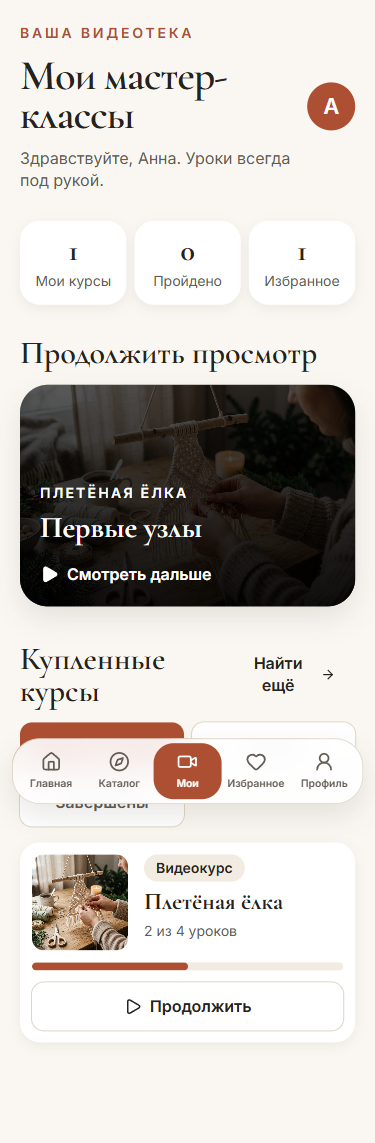 ВАША ВИДЕОТЕКА
Мои мастер-
классы
А
Здравствуйте, Анна. Уроки всегда
под рукой.
1
0
1
Мои курсы
Пройдено
Избранное
Продолжить просмотр
ПЛЕТЁНАЯ ЁЛКА
Первые узлы
Смотреть дальше
Купленные
курсы
Найти
ещё
Главная
Каталог
Мои
Избранное
Профиль
Завершены
Видеокурс
Плетёная ёлка
2 из 4 уроков
Продолжить